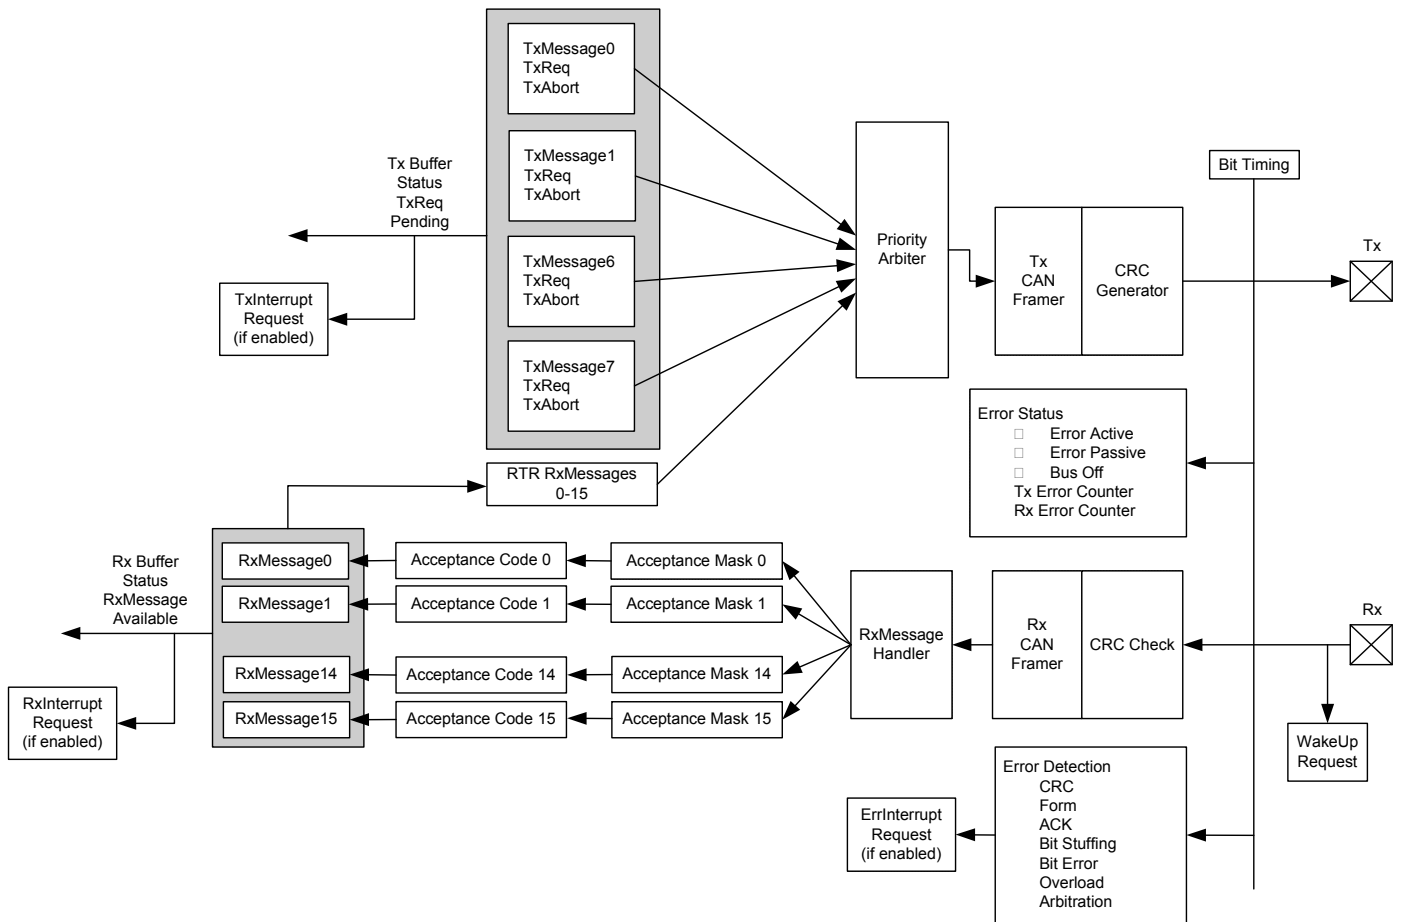 TxMessage0
TxReq
TxAbort
TxMessage1
TxReq
TxAbort
TxMessage6
TxReq
TxAbort
TxMessage7
TxReq
TxAbort
Tx Buffer
Status
TxReq
Pending
TxInterrupt
Request
(if enabled)
Priority
Arbiter
Tx
CAN
Framer
CRC
Generator
Bit Timing
Tx
Error Status
Error Active
Error Passive
Bus Off
Tx Error Counter
Rx Error Counter
RTR RxMessages
0-15
Rx Buffer
Status
RxMessage
Available
RxInterrupt
Request
(if enabled)
RxMessage0
Acceptance Code 0
Acceptance Mask 0
RxMessage1
Acceptance Code 1
Acceptance Mask 1
RxMessage14
Acceptance Code 14
Acceptance Mask 14
RxMessage15
Acceptance Code 15
Acceptance Mask 15
RxMessage
Handler
Rx
CAN
Framer
CRC Check
Rx
WakeUp
Request
ErrInterrupt
Request
(if enabled)
Error Detection
CRC
Form
ACK
Bit Stuffing
Bit Error
Overload
Arbitration